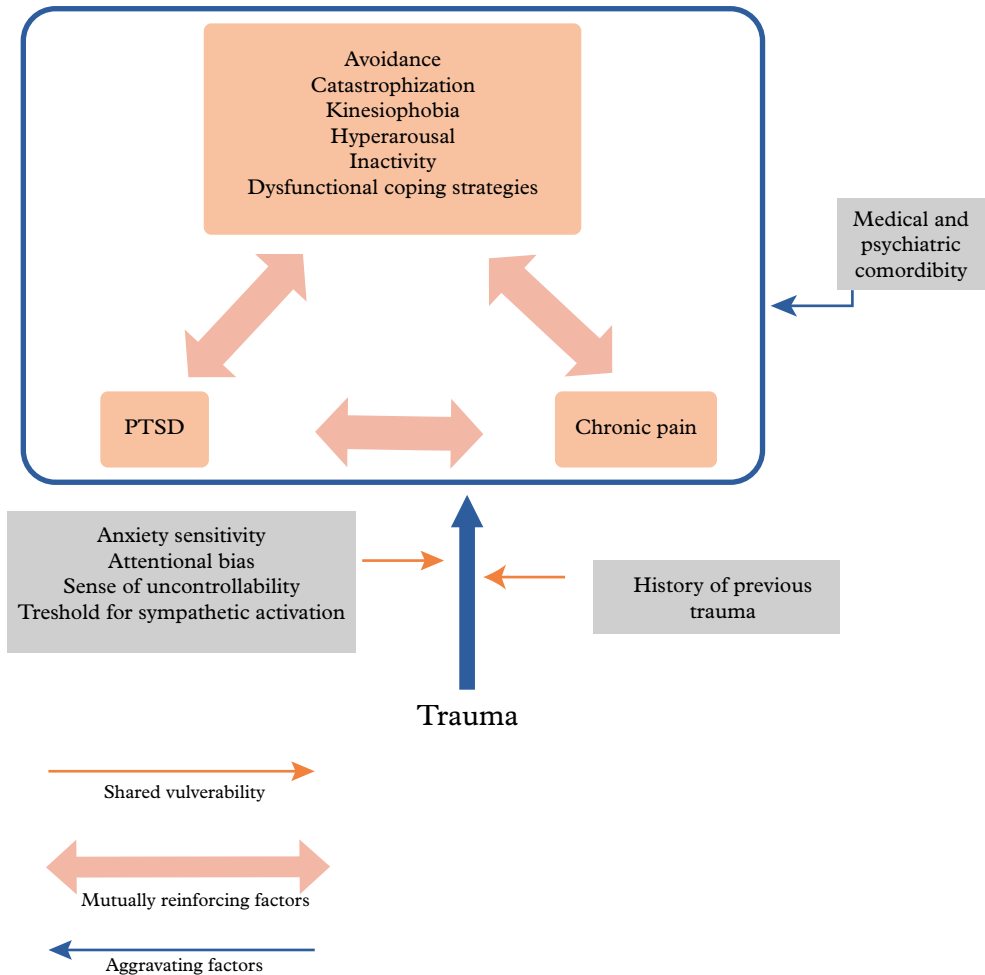 Avoidance
Catastrophization
Kinesiophobia
Hyperarousal
Inactivity
Dysfunctional coping strategies
Medical and
psychiatric
comordibity
PTSD
Chronic pain
Anxiety sensitivity
Attentional bias
Sense of uncontrollability
Treshold for sympathetic activation
History of previous
trauma
Trauma
Shared vulverability
Mutually reinforcing factors
Aggravating factors